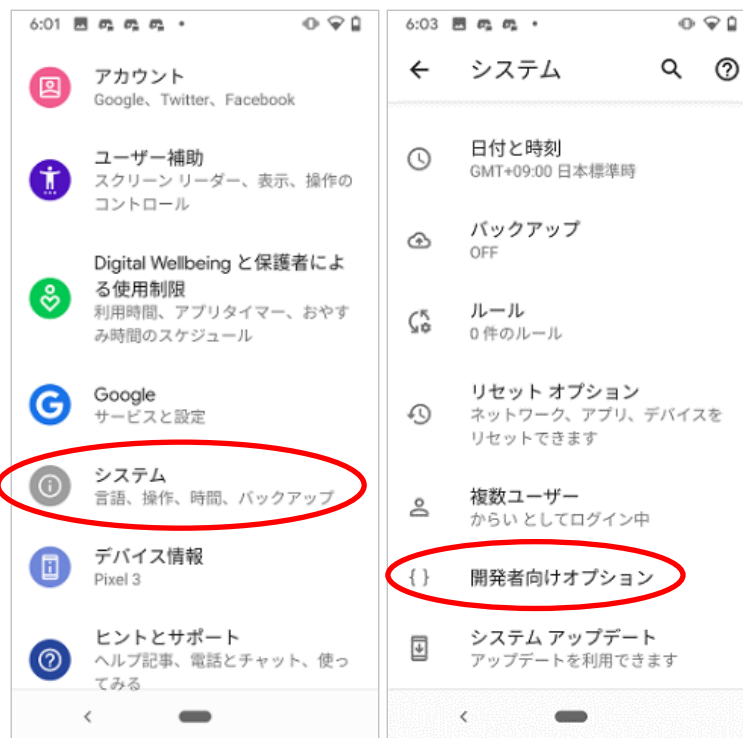 6:01
アカウント
Google、Twitter、Facebook
ユーザー補助
スクリーン リーダー、表示、操作の
コントロール
Digital Wellbeing と保護者によ
る使用制限
利用時間、アプリタイマー、おやす
み時間のスケジュール
Google
サービスと設定
システム
言語、操作、時間、バックアップ
デバイス情報
Pixel 3
ヒントとサポート
ヘルプ記事、電話とチャット、使っ
てみる
6:03
システム
日付と時刻
GMT+09:00 日本標準時
バックアップ
OFF
ルール
0 件のルール
リセット オプション
ネットワーク、アプリ、デバイスを
リセットできます
複数ユーザー
からい としてログイン中
開発者向けオプション
システム アップデート
アップデートを利用できます